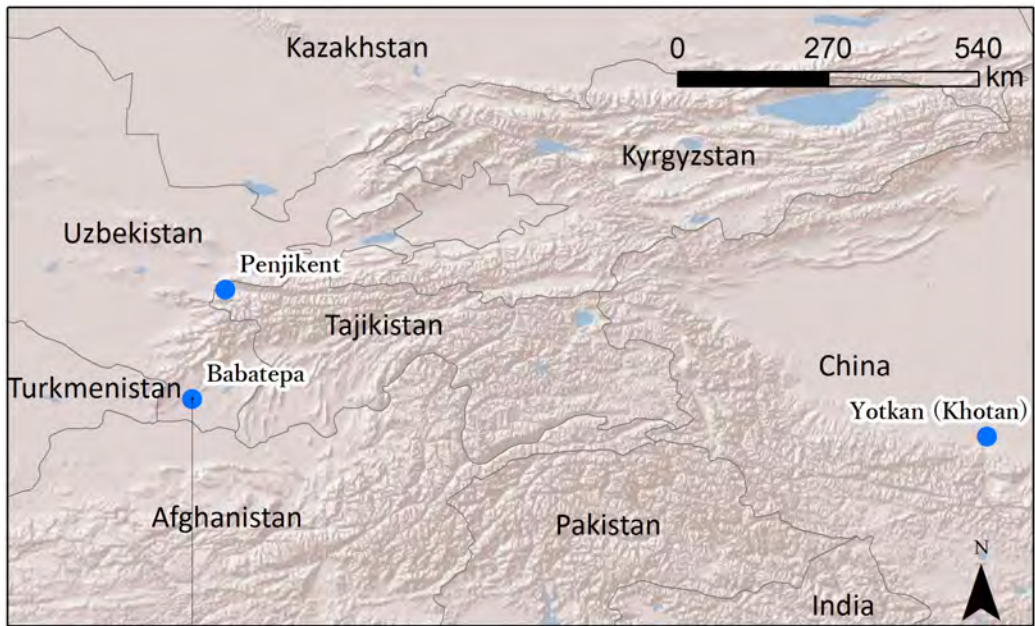 Kazakhstan
0 270 540
km
Kyrgyzstan
Uzbekistan
Penjikent
Tajikistan
China
Babatepa
Turkmenistan
Yotkan (Khotan)
Afghanistan
Pakistan
N
India